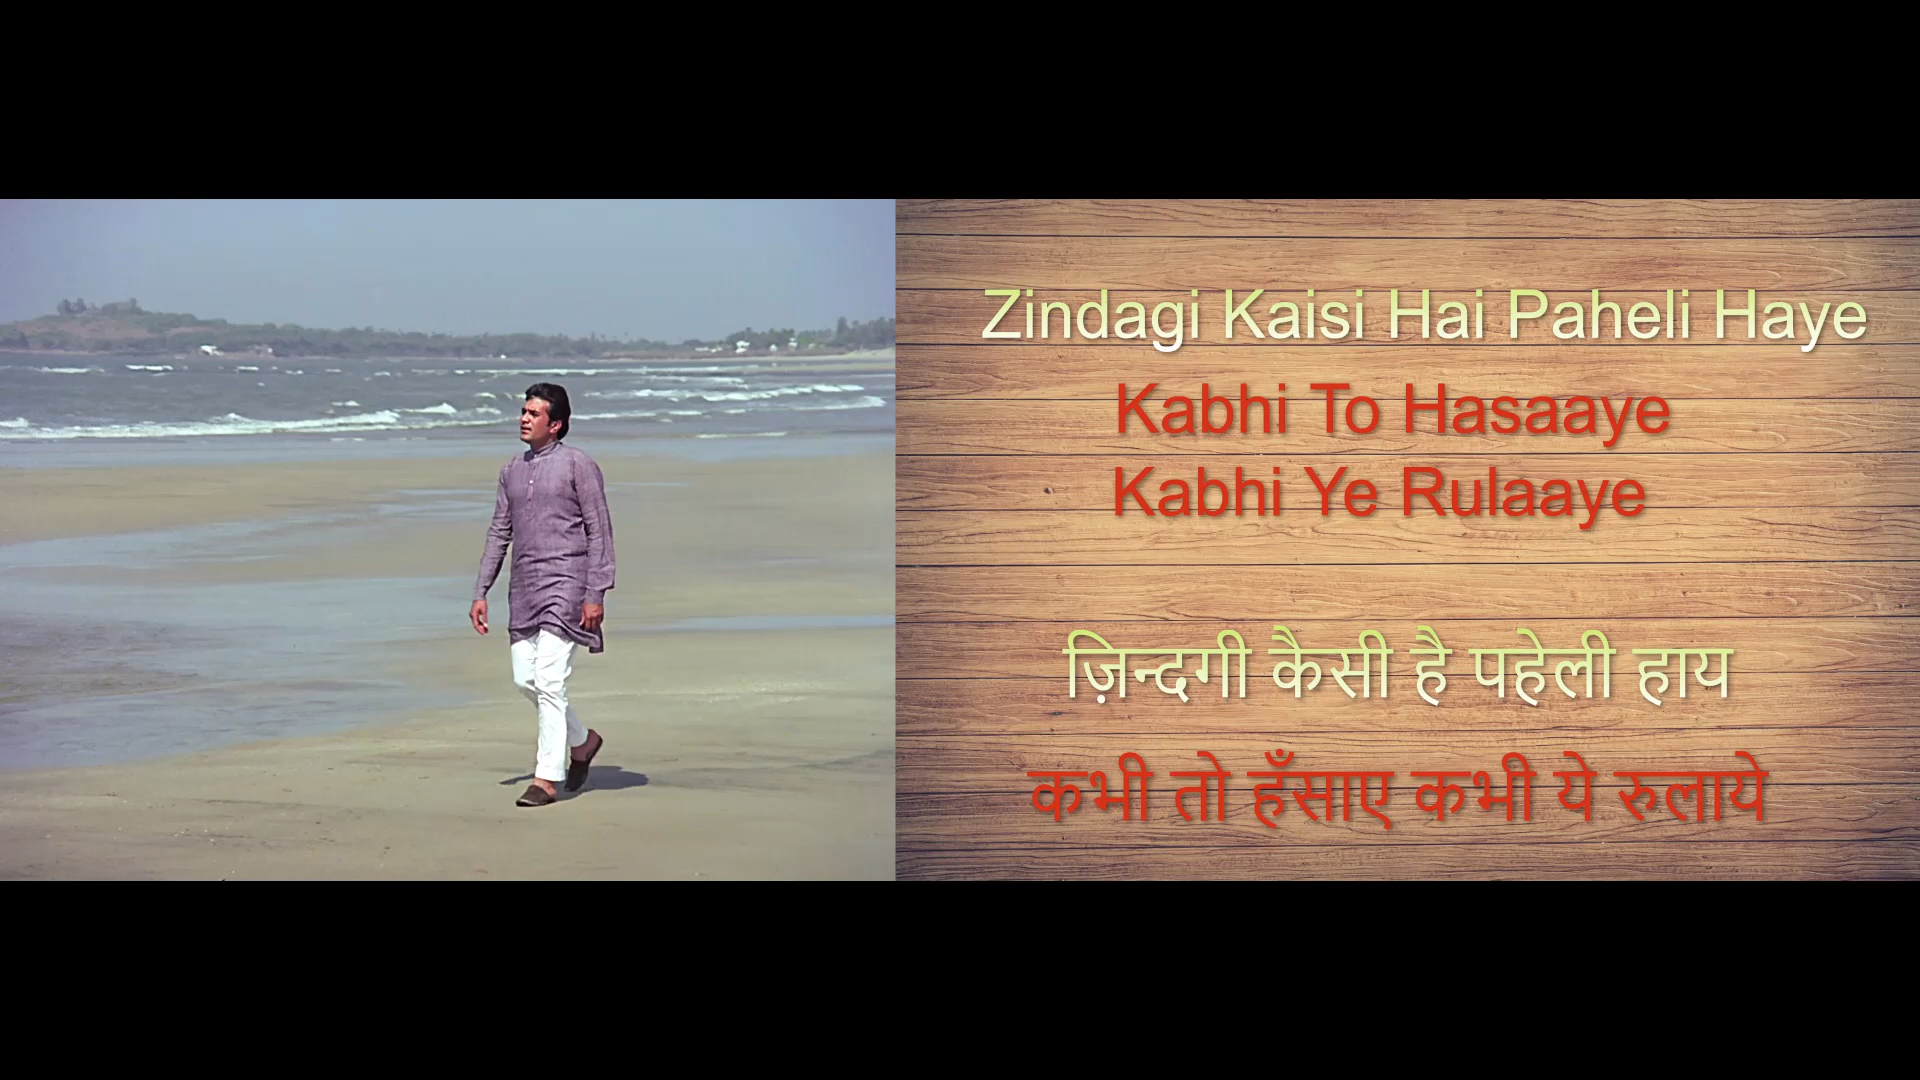 Zindagi Kaisi Hai Paheli Haye
Kabhi To Hasaaye
Kabhi Ye Rulaaye
ज़िन्दगी कैसी है पहेली हाय
कभी तो हँसाए कभी ये रुलाये